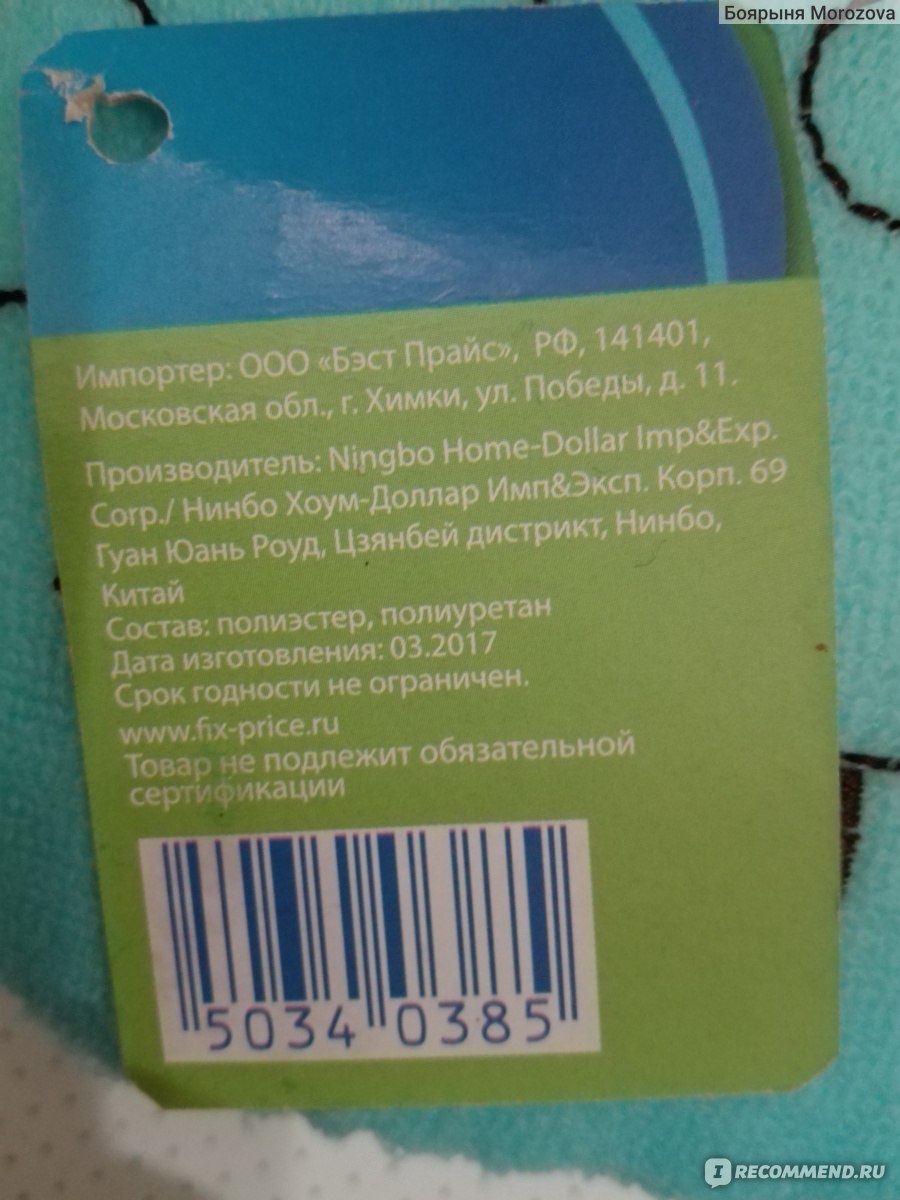 Боярыня Morozova
Импортер: ООО «Бэст Прайс», РФ, 141401,
Московская обл., г. Химки, ул. Победы, д. 11.
Производитель: Ningbo Home-Dollar Imp&Exp.
Corp./ Нинбо Хоум-Доллар Имп&Эксп. Корп. 69
Гуан Юань Роуд, Цзянбей дистрикт, Нинбо,
Китай
Состав: полиэстер, полиуретан
Дата изготовления: 03.2017
Срок годности не ограничен.
www.fix-price.ru
Товар не подлежит обязательной
сертификации
5034 0385
IRECOMMEND.RU